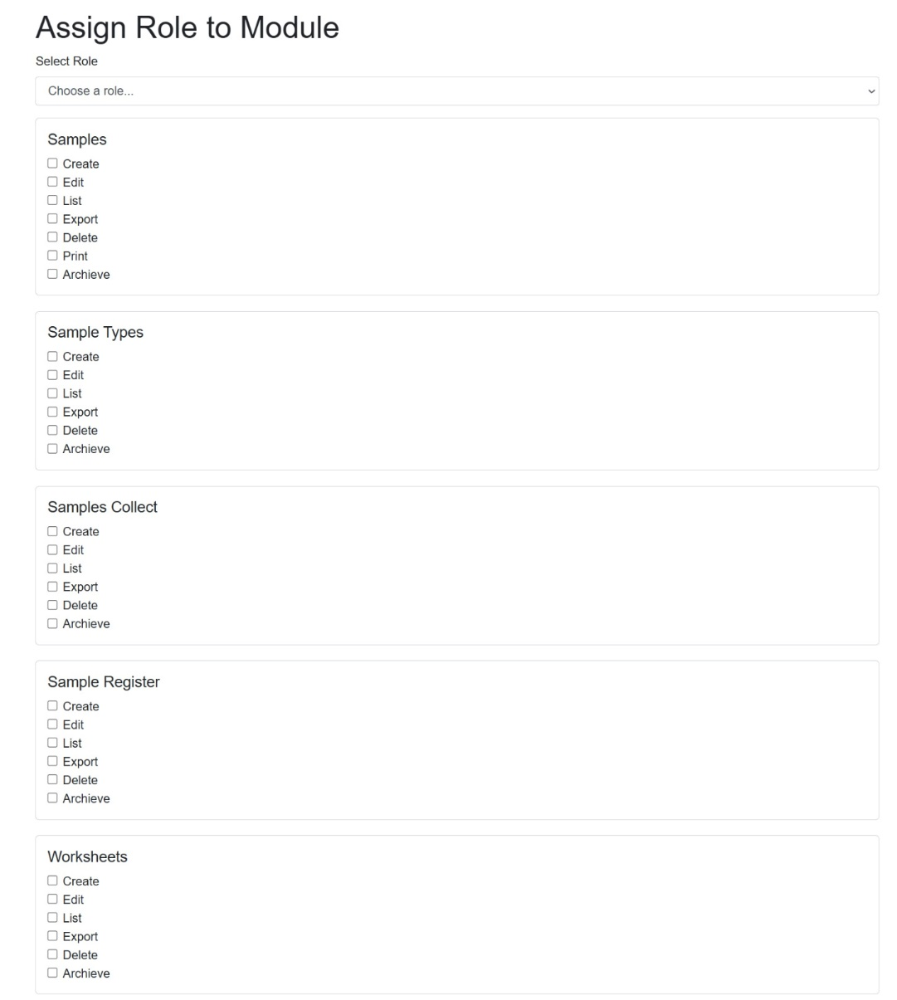 Assign Role to Module
Select Role
Choose a role...
Samples
Create
Edit
List
Export
Delete
Print
Archieve
Sample Types
Create
Edit
List
Export
Delete
Archieve
Samples Collect
Create
Edit
List
Export
Delete
Archieve
Sample Register
Create
Edit
List
Export
Delete
Archieve
Worksheets
Create
Edit
List
Export
Delete
Archieve